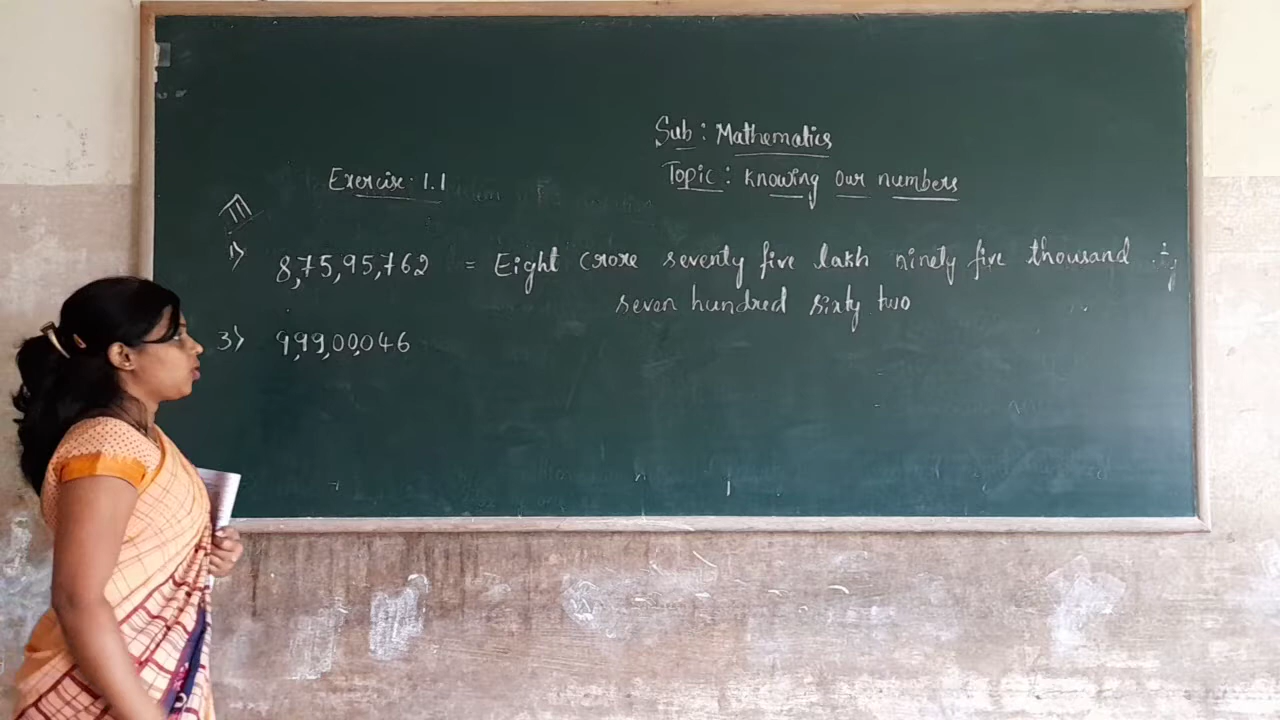 Sub : Mathematics
Topic : Knowing our numbers
Exercise 1.1
III
1) 8,75,95,762 = Eight crore seventy five lakh ninety five thousand
seven hundred sixty two
3) 9,99,00,046